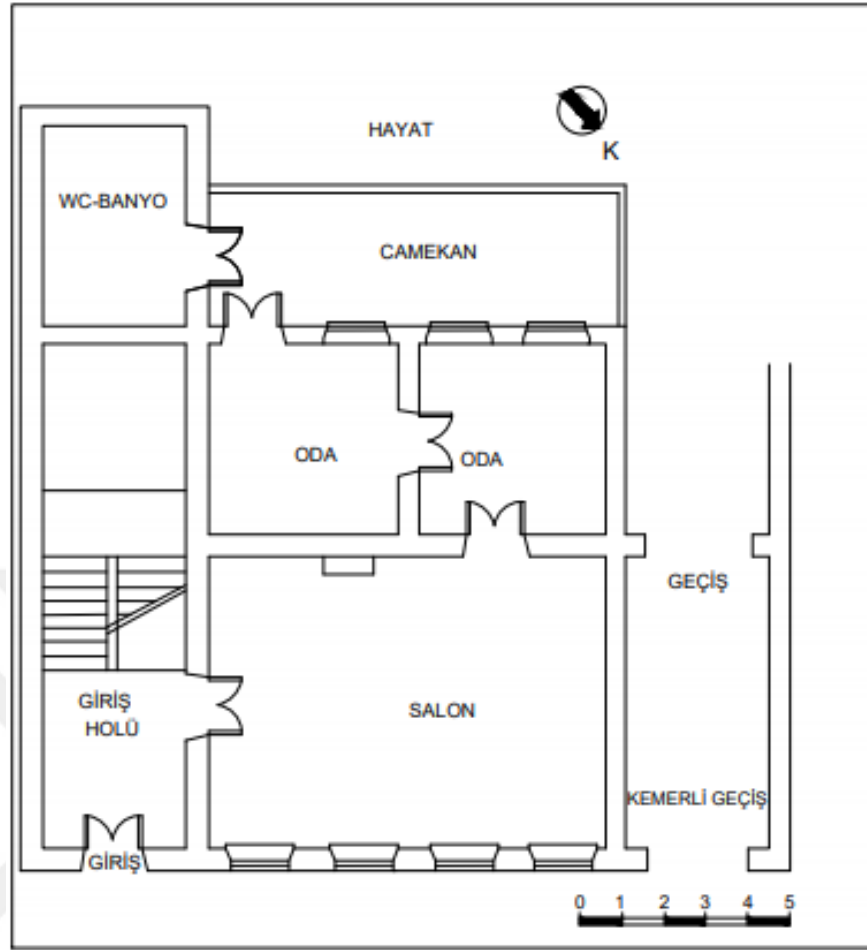 HAYAT
K
WC-BANYO
CAMEKAN
ODA
ODA
GEÇİŞ
GİRİŞ
HOLÜ
SALON
KEMERLİ GEÇİŞ
GİRİŞ
0 1 2 3 4 5